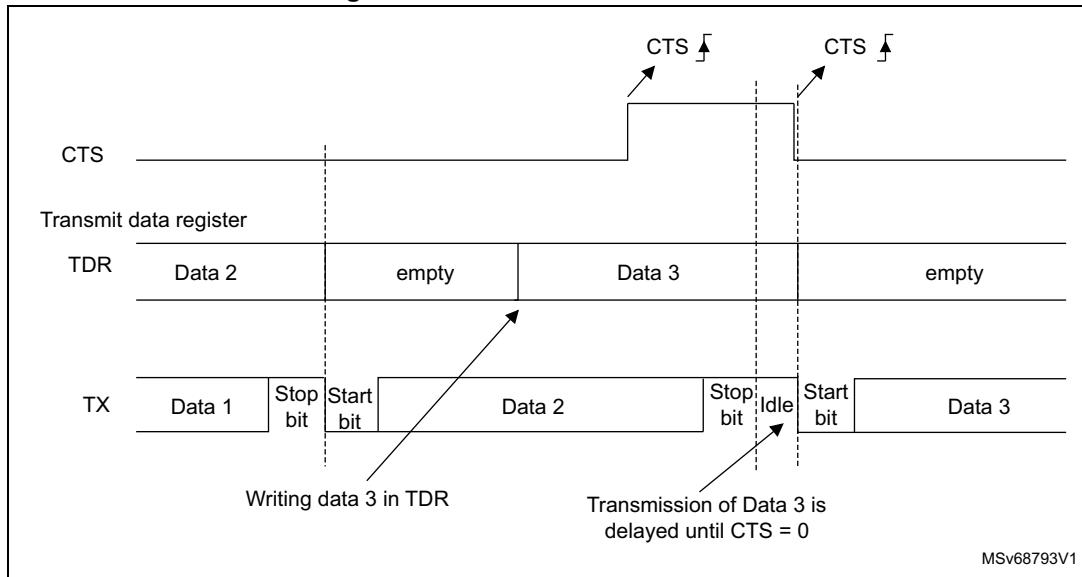 CTS CTS
CTS
Transmit data register
TDR Data 2 empty Data 3 empty
TX Data 1 Stop bit Start bit Data 2 Stop bit Idle Start bit Data 3
Writing data 3 in TDR
Transmission of Data 3 is
delayed until CTS = 0
MSv68793V1